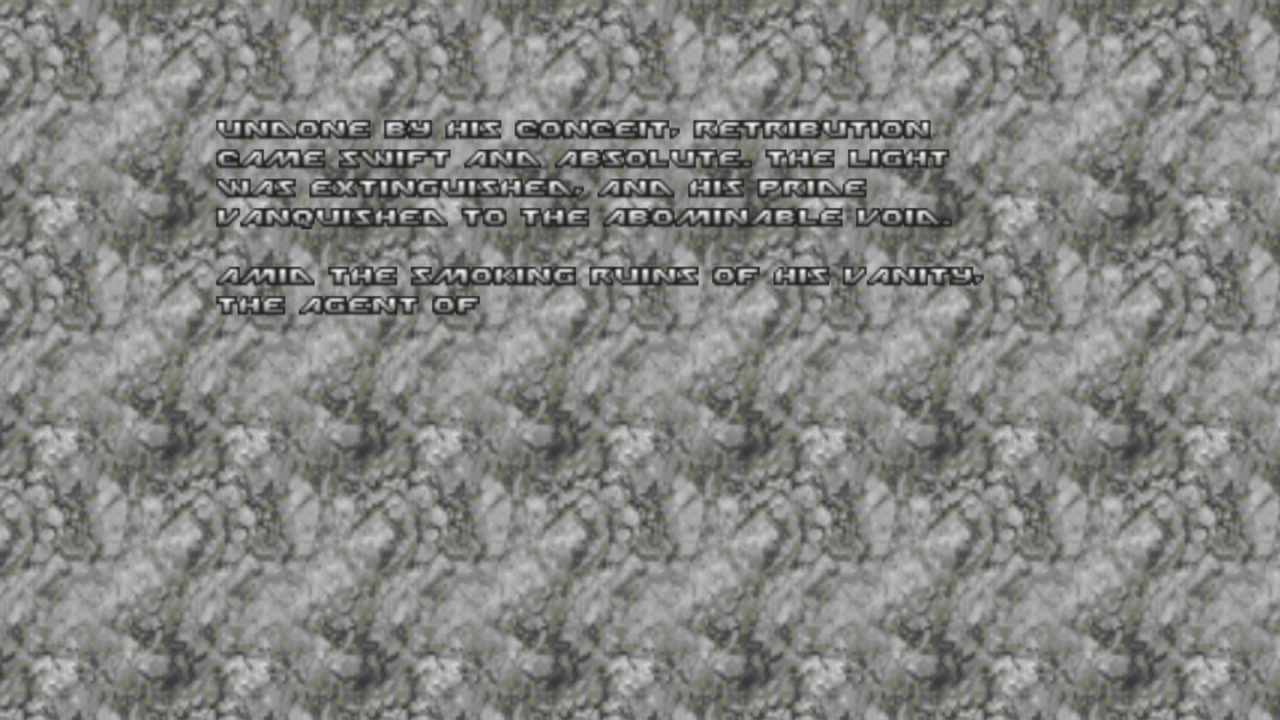 UNDONE BY HIS CONCEIT, RETRIBUTION
CAME SWIFT AND ABSOLUTE. THE LIGHT
WAS EXTINGUISHED, AND HIS PRIDE
VANQUISHED TO THE ABOMINABLE VOID.
AMID THE SMOKING RUINS OF HIS VANITY,
THE AGENT OF